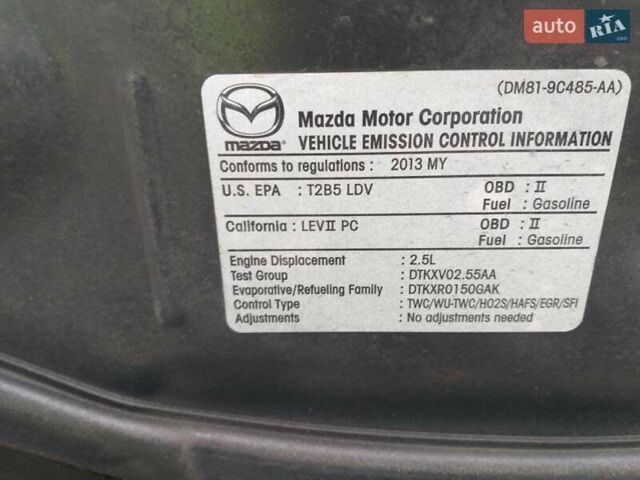 auto RIA
.com
(DM81-9C485-AA)
mazDa
Mazda Motor Corporation
VEHICLE EMISSION CONTROL INFORMATION
Conforms to regulations : 2013 MY
U.S. EPA : T2B5 LDV OBD : II
Fuel : Gasoline
California : LEVII PC OBD : II
Fuel : Gasoline
Engine Displacement : 2.5L
Test Group : DTKXV02.55AA
Evaporative/Refueling Family : DTKXR0150GAK
Control Type : TWC/WU-TWC/HO2S/HAFS/EGR/SFI
Adjustments : No adjustments needed